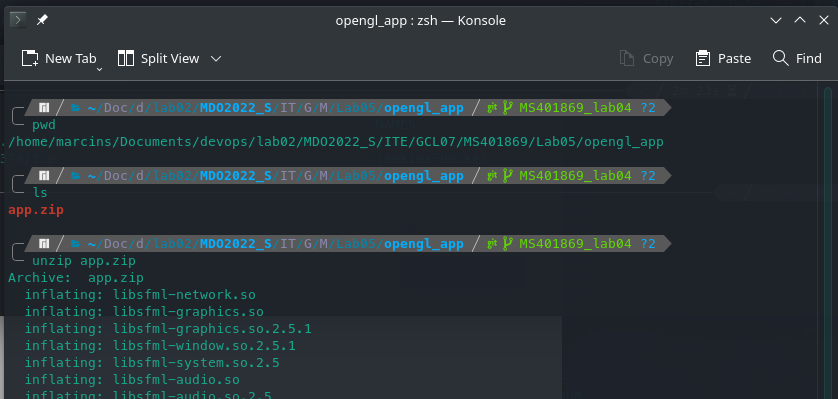 opengl_app : zsh — Konsole
New Tab Split View Copy Paste Find
~/Doc/d/lab02/MDO2022_S/IT/G/M/Lab05/opengl_app git MS401869_lab04 ?2
pwd
/home/marcins/Documents/devops/lab02/MDO2022_S/ITE/GCL07/MS401869/Lab05/opengl_app
~/Doc/d/lab02/MDO2022_S/IT/G/M/Lab05/opengl_app git MS401869_lab04 ?2
ls
app.zip
~/Doc/d/lab02/MDO2022_S/IT/G/M/Lab05/opengl_app git MS401869_lab04 ?2
unzip app.zip
Archive:  app.zip
inflating: libsfml-network.so
inflating: libsfml-graphics.so
inflating: libsfml-graphics.so.2.5.1
inflating: libsfml-window.so.2.5.1
inflating: libsfml-system.so.2.5
inflating: libsfml-audio.so
inflating: libsfml-audio.so.2.5